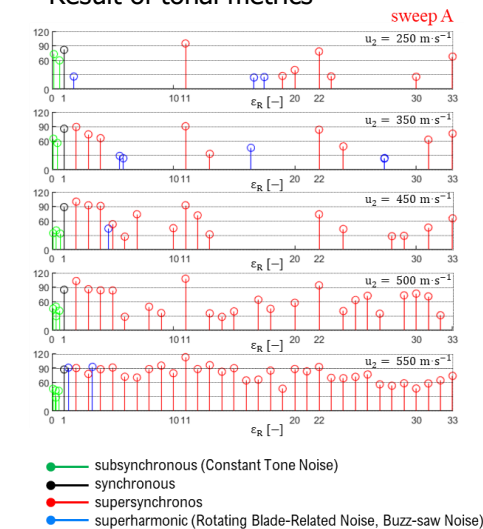 Result of tonal metrics
sweep A
u₂ = 250 m·s⁻¹
120
90
60
30
0
0 1 10 11 20 22 30 33
εR [−]
u₂ = 350 m·s⁻¹
120
90
60
30
0
0 1 10 11 20 22 30 33
εR [−]
u₂ = 450 m·s⁻¹
120
90
60
30
0
0 1 10 11 20 22 30 33
εR [−]
u₂ = 500 m·s⁻¹
120
90
60
30
0
0 1 10 11 20 22 30 33
εR [−]
u₂ = 550 m·s⁻¹
120
90
60
30
0
0 1 10 11 20 22 30 33
εR [−]
subsynchronous (Constant Tone Noise)
synchronous
supersynchronos
superharmonic (Rotating Blade-Related Noise, Buzz-saw Noise)